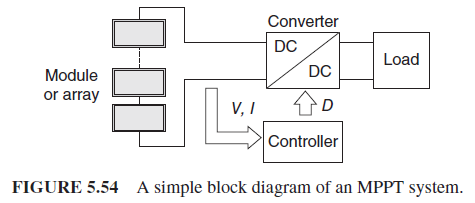 Converter
DC
DC
Load
Module
or array
V, I
D
Controller
FIGURE 5.54 A simple block diagram of an MPPT system.